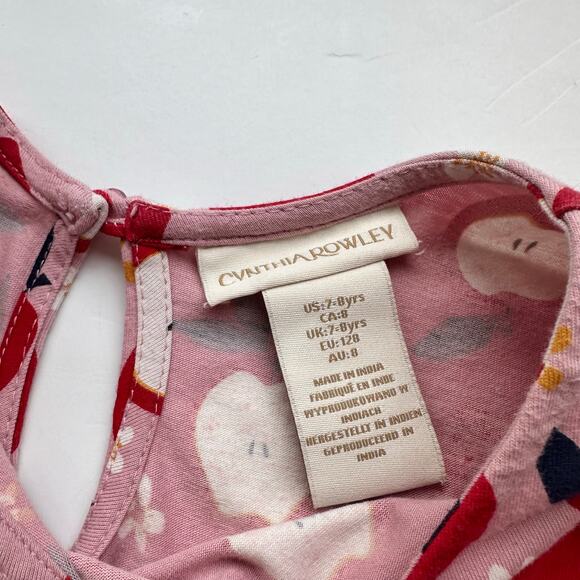 CYNTHIA ROWLEY
US:7-8yrs
CA:8
UK:7-8yrs
EU:128
AU:8
MADE IN INDIA
FABRIQUÉ EN INDE
WYPRODUKOWANO W
INDIACH
HERGESTELLT IN INDIEN
GEPRODUCEERD IN
INDIA